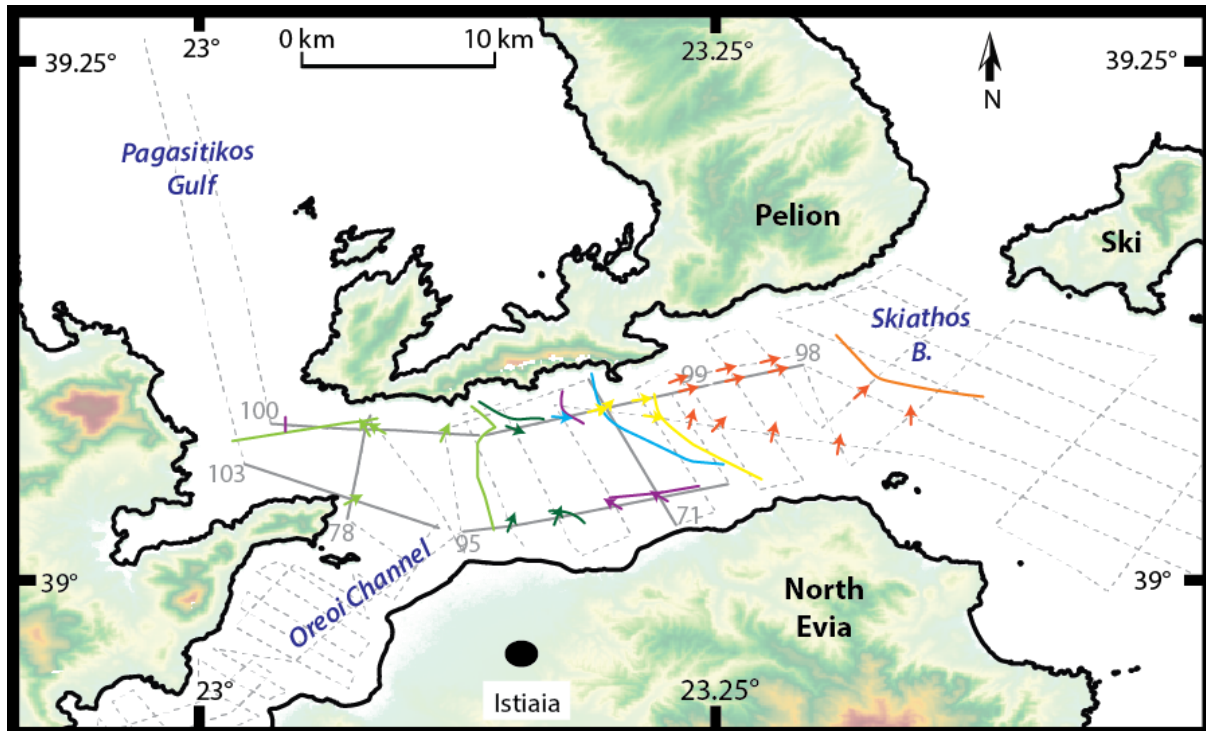 23°
0 km
10 km
23.25°
39.25°
39.25°
N
Pagasitikos
Gulf
Pelion
Ski
Skiathos
B.
98
99
100
103
78
95
71
Oreoi Channel
39°
39°
North
Evia
Istiaia
23°
23.25°